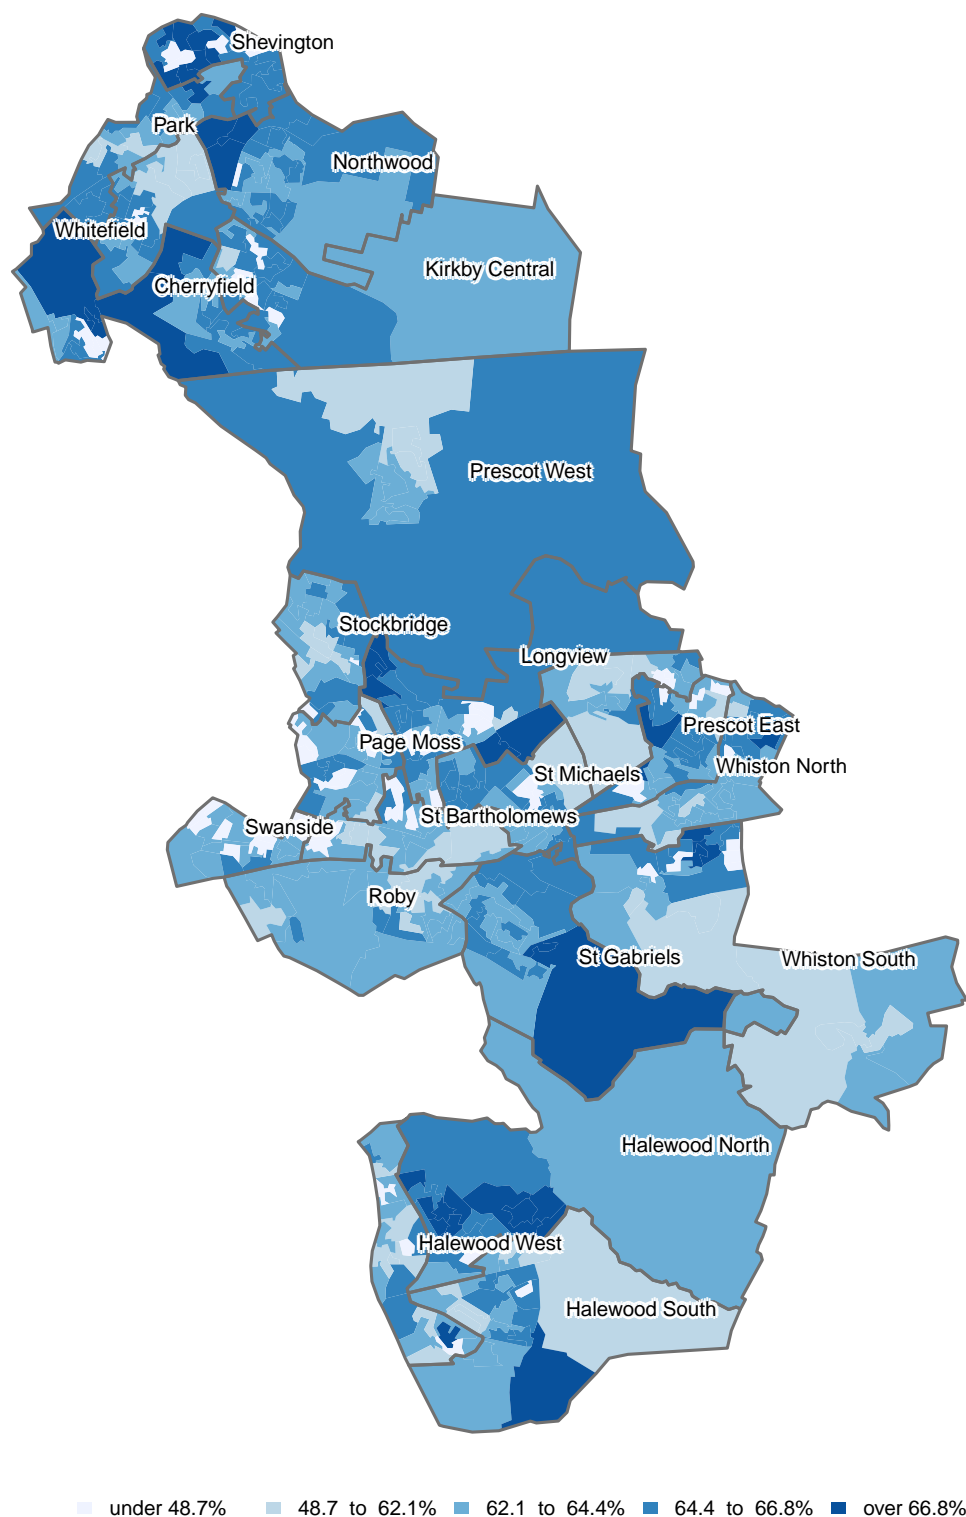 Shevington
Park
Northwood
Whitefield
Kirkby Central
Cherryfield
Prescot West
Stockbridge
Longview
Prescot East
Page Moss
Whiston North
St Michaels
St Bartholomews
Swanside
Roby
St Gabriels
Whiston South
Halewood North
Halewood West
Halewood South
under 48.7% 48.7 to 62.1% 62.1 to 64.4% 64.4 to 66.8% over 66.8%